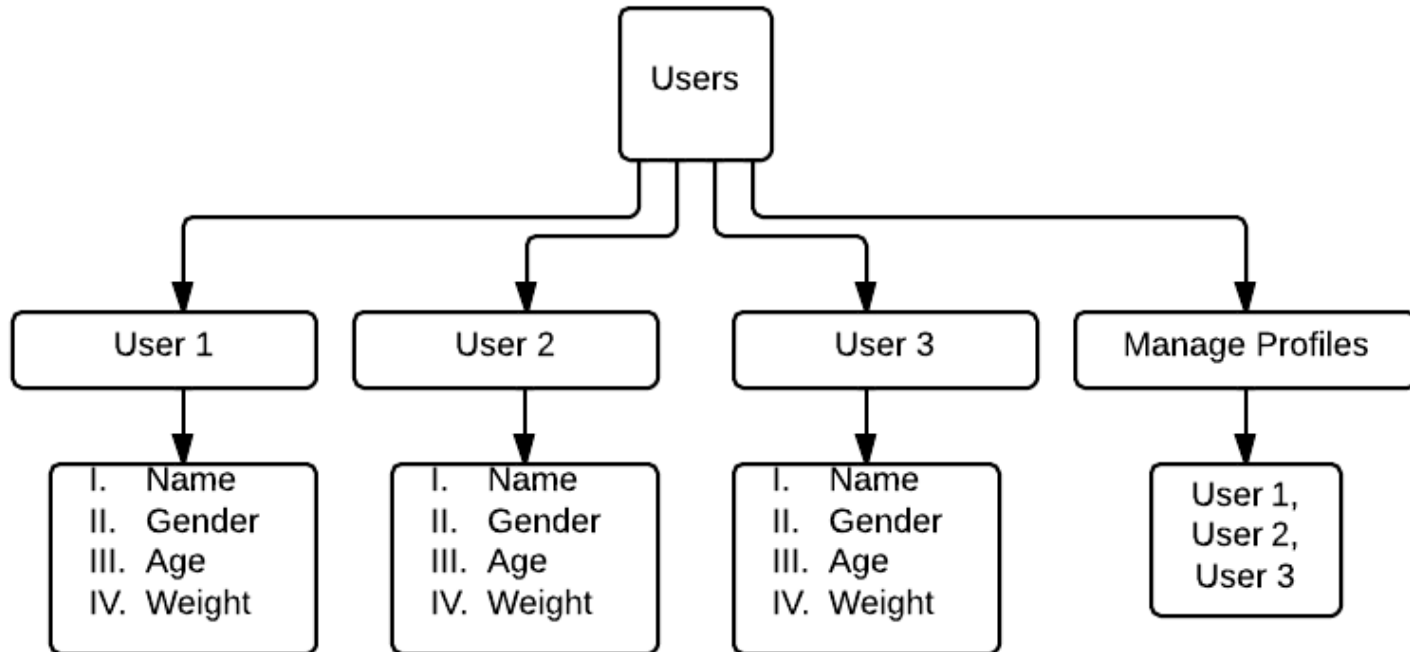 Users
User 1
User 2
User 3
Manage Profiles
I. Name
II. Gender
III. Age
IV. Weight
I. Name
II. Gender
III. Age
IV. Weight
I. Name
II. Gender
III. Age
IV. Weight
User 1,
User 2,
User 3